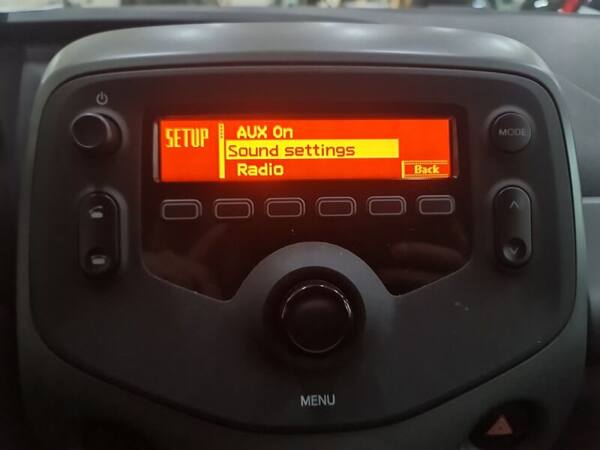 SETUP
AUX On
Sound settings
Radio
Back
MODE
MENU